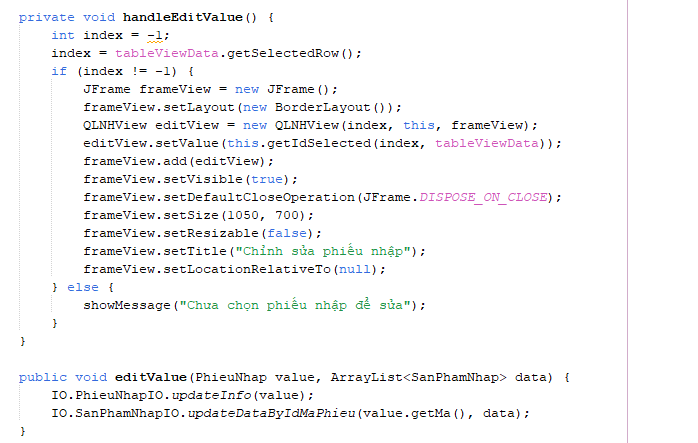 private void handleEditValue() {
    int index = -1;
    index = tableViewData.getSelectedRow();
    if (index != -1) {
        JFrame frameView = new JFrame();
        frameView.setLayout(new BorderLayout());
        QLNHView editView = new QLNHView(index, this, frameView);
        editView.setValue(this.getIdSelected(index, tableViewData));
        frameView.add(editView);
        frameView.setVisible(true);
        frameView.setDefaultCloseOperation(JFrame.DISPOSE_ON_CLOSE);
        frameView.setSize(1050, 700);
        frameView.setResizable(false);
        frameView.setTitle("Chỉnh sửa phiếu nhập");
        frameView.setLocationRelativeTo(null);
    } else {
        showMessage("Chưa chọn phiếu nhập để sửa");
    }
}
public void editValue(PhieuNhap value, ArrayList<SanPhamNhap> data) {
    IO.PhieuNhapIO.updateInfo(value);
    IO.SanPhamNhapIO.updateDataByIdMaPhieu(value.getMa(), data);
}